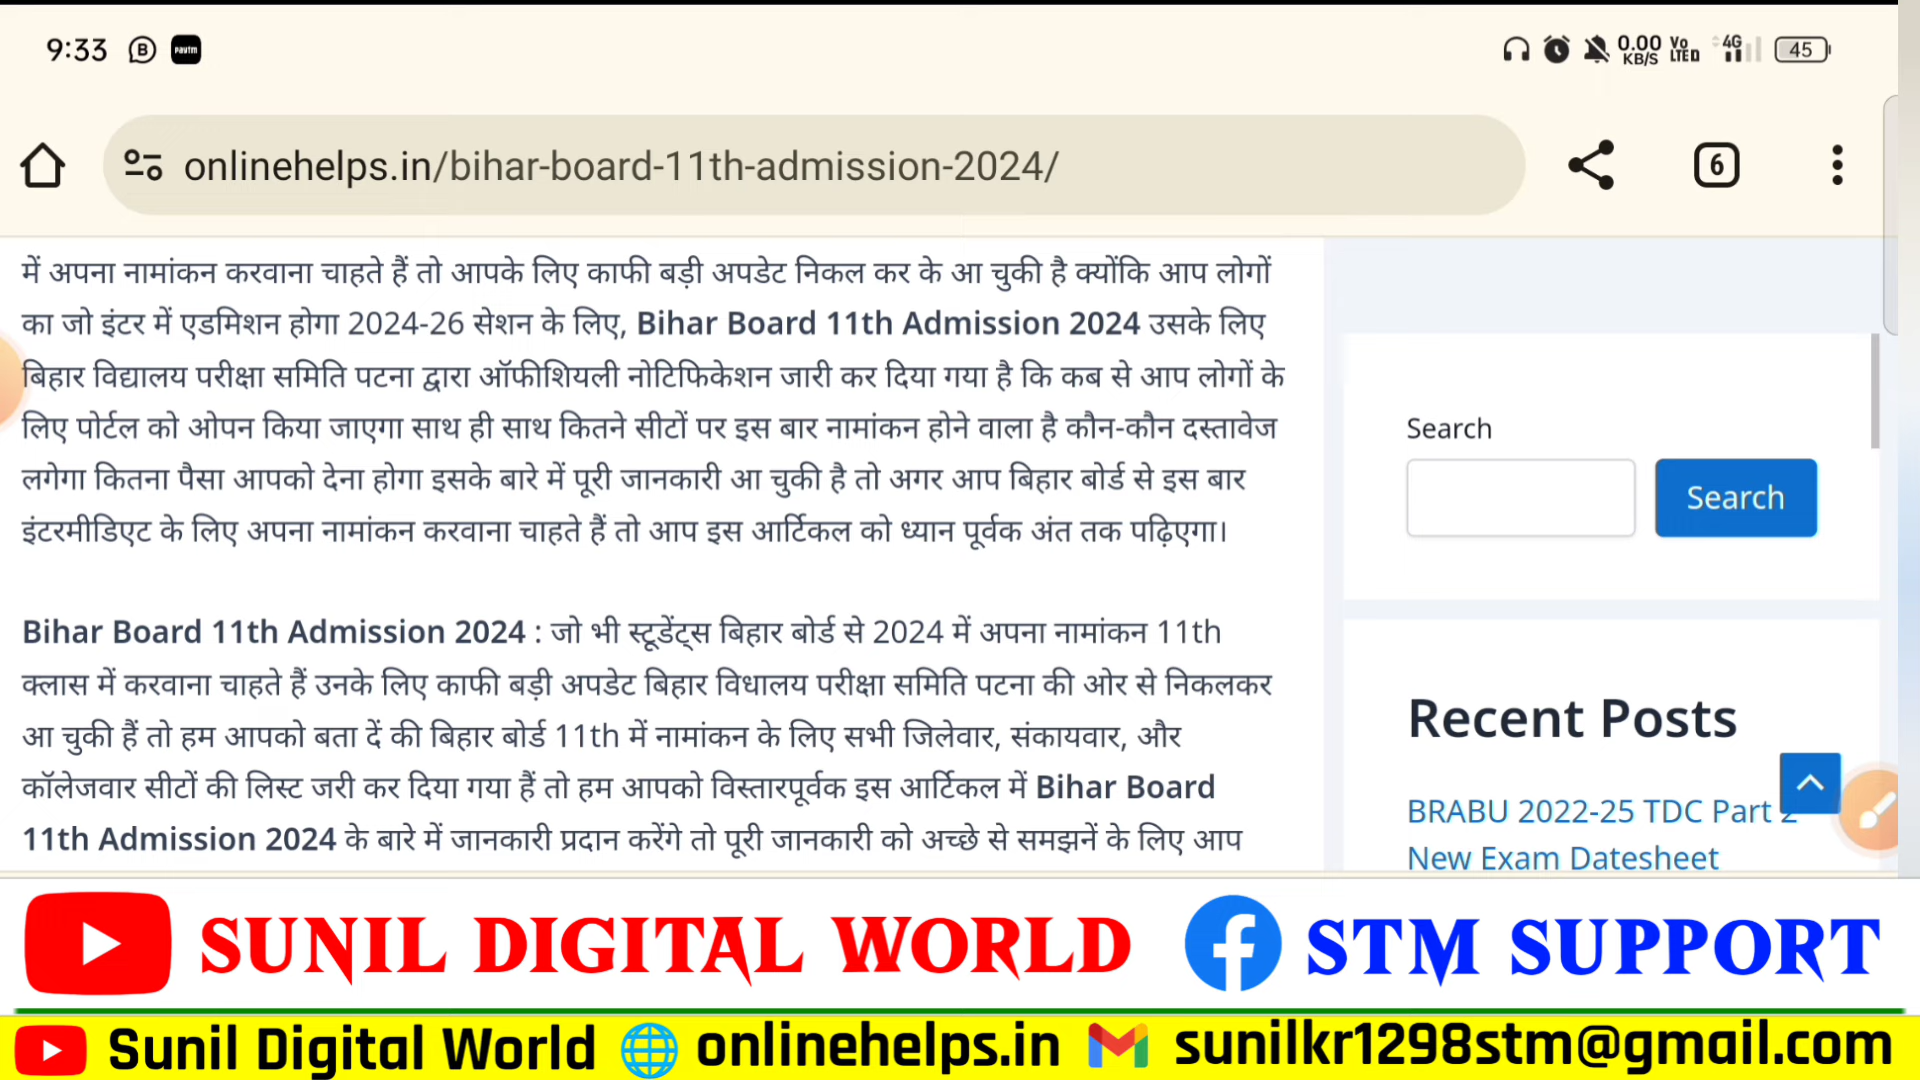 9:33
paytm
0.00 KB/S
Vo LTE
4G
45
onlinehelps.in/bihar-board-11th-admission-2024/
6
में अपना नामांकन करवाना चाहते हैं तो आपके लिए काफी बड़ी अपडेट निकल कर के आ चुकी है क्योंकि आप लोगों
का जो इंटर में एडमिशन होगा 2024-26 सेशन के लिए, Bihar Board 11th Admission 2024 उसके लिए
बिहार विद्यालय परीक्षा समिति पटना द्वारा ऑफीशियली नोटिफिकेशन जारी कर दिया गया है कि कब से आप लोगों के
लिए पोर्टल को ओपन किया जाएगा साथ ही साथ कितने सीटों पर इस बार नामांकन होने वाला है कौन-कौन दस्तावेज
लगेगा कितना पैसा आपको देना होगा इसके बारे में पूरी जानकारी आ चुकी है तो अगर आप बिहार बोर्ड से इस बार
इंटरमीडिएट के लिए अपना नामांकन करवाना चाहते हैं तो आप इस आर्टिकल को ध्यान पूर्वक अंत तक पढ़िएगा।
Bihar Board 11th Admission 2024 : जो भी स्टूडेंट्स बिहार बोर्ड से 2024 में अपना नामांकन 11th
क्लास में करवाना चाहते हैं उनके लिए काफी बड़ी अपडेट बिहार विधालय परीक्षा समिति पटना की ओर से निकलकर
आ चुकी हैं तो हम आपको बता दें की बिहार बोर्ड 11th में नामांकन के लिए सभी जिलेवार, संकायवार, और
कॉलेजवार सीटों की लिस्ट जरी कर दिया गया हैं तो हम आपको विस्तारपूर्वक इस आर्टिकल में Bihar Board
11th Admission 2024 के बारे में जानकारी प्रदान करेंगे तो पूरी जानकारी को अच्छे से समझनें के लिए आप
Search
Search
Recent Posts
BRABU 2022-25 TDC Part 2
New Exam Datesheet
SUNIL DIGITAL WORLD
STM SUPPORT
Sunil Digital World
onlinehelps.in
sunilkr1298stm@gmail.com